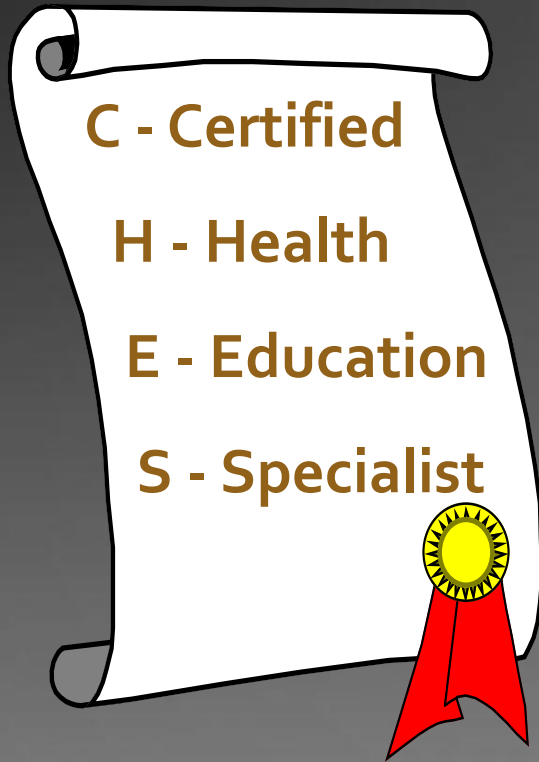 C - Certified
H - Health
E - Education
S - Specialist